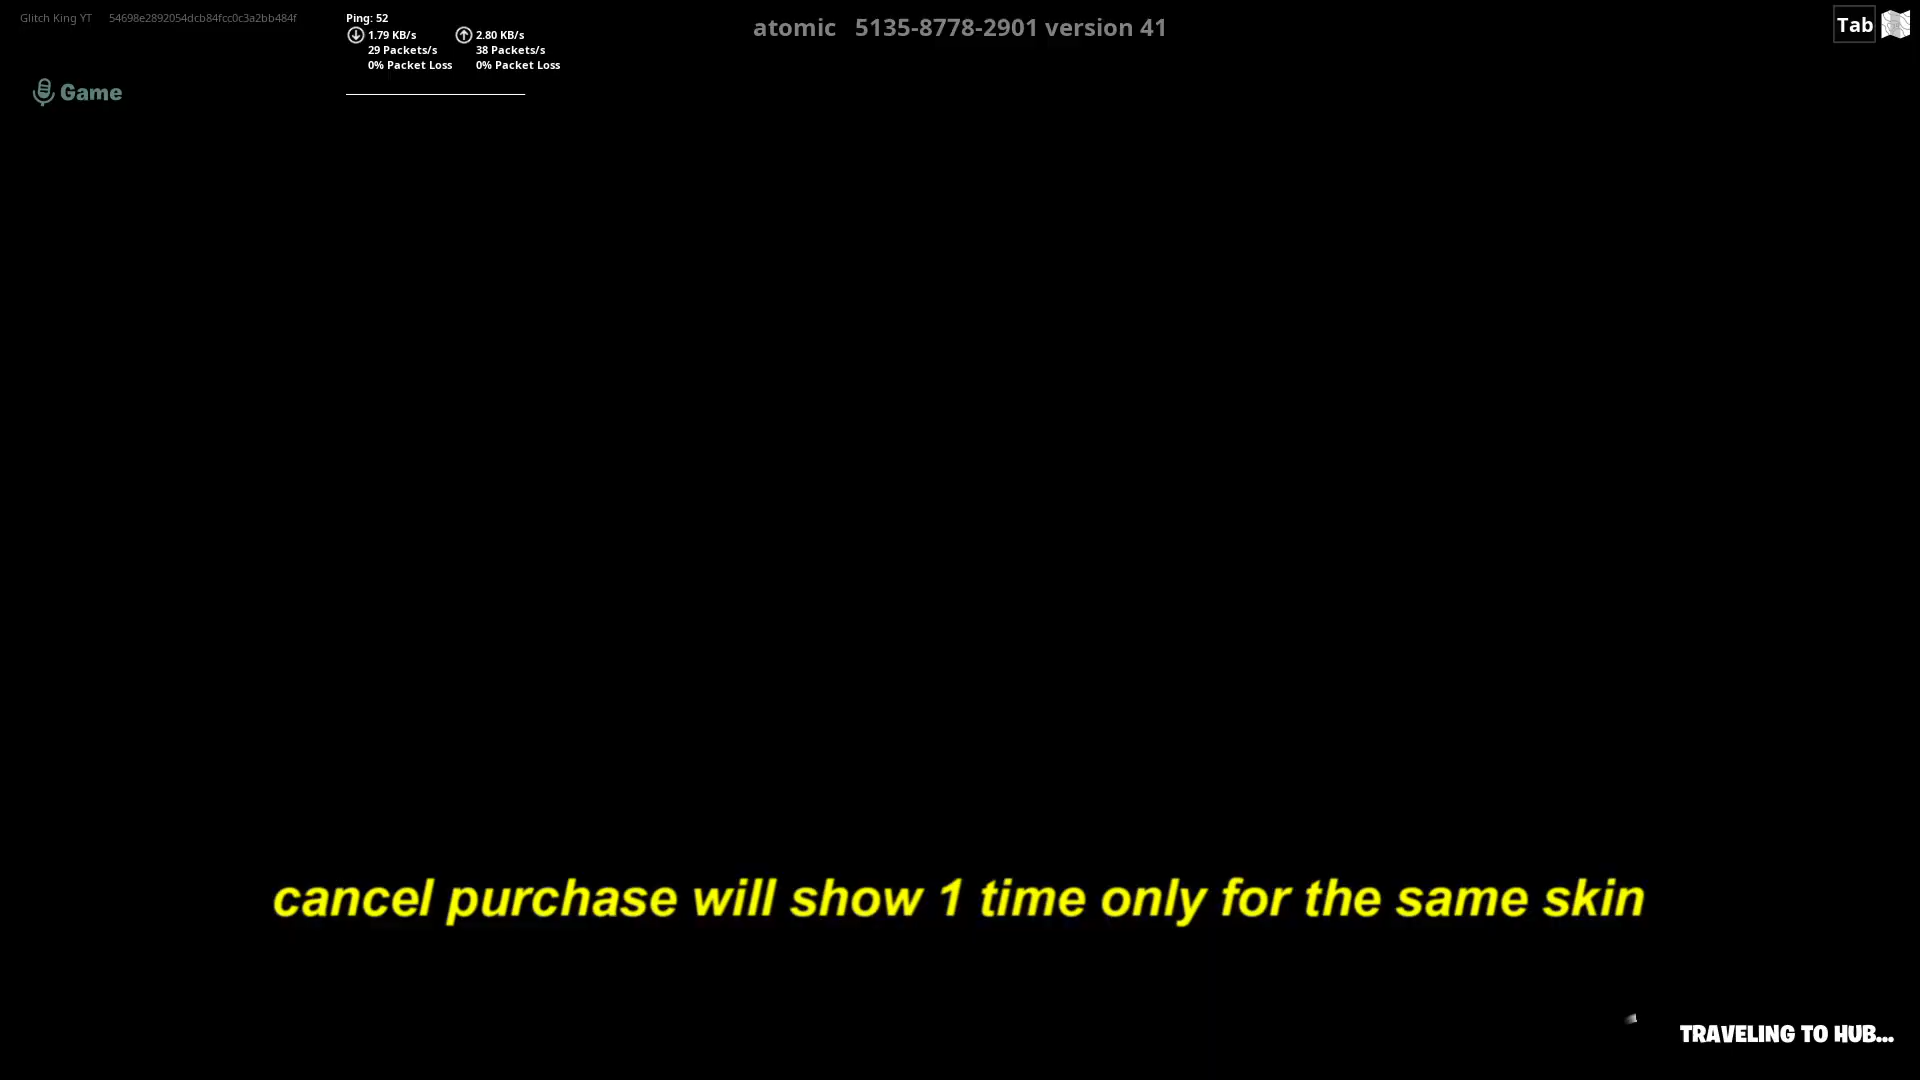 Glitch King YT 54698e2892054dcb84fcc0c3a2bb484f
Ping: 52
1.79 KB/s 2.80 KB/s
29 Packets/s 38 Packets/s
0% Packet Loss 0% Packet Loss
atomic 5135-8778-2901 version 41
Tab
Game
cancel purchase will show 1 time only for the same skin
TRAVELING TO HUB...